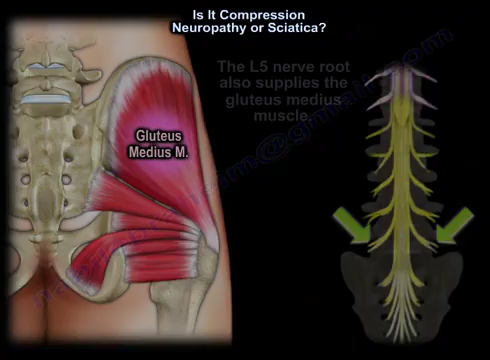 Is It Compression
Neuropathy or Sciatica?
The L5 nerve root
also supplies the
gluteus medius
muscle.
Gluteus
Medius M.